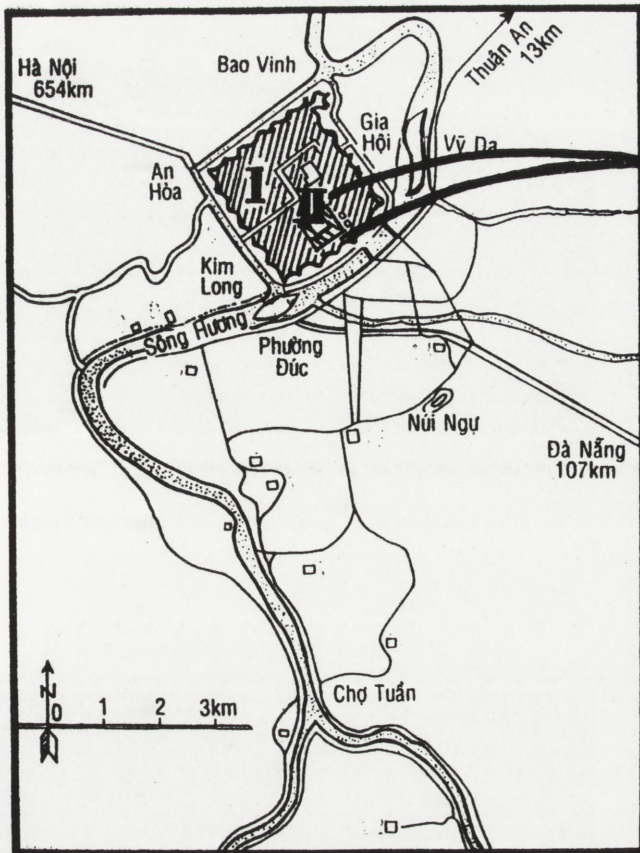 Thuận An
13km
Bao Vinh
Hà Nội
654km
Gia
Hội
Vỹ Dạ
An
Hòa
I
II
Kim
Long
Sông Hương
Phường
Đúc
Núi Ngự
Đà Nẵng
107km
Chợ Tuần
N
0 1 2 3km